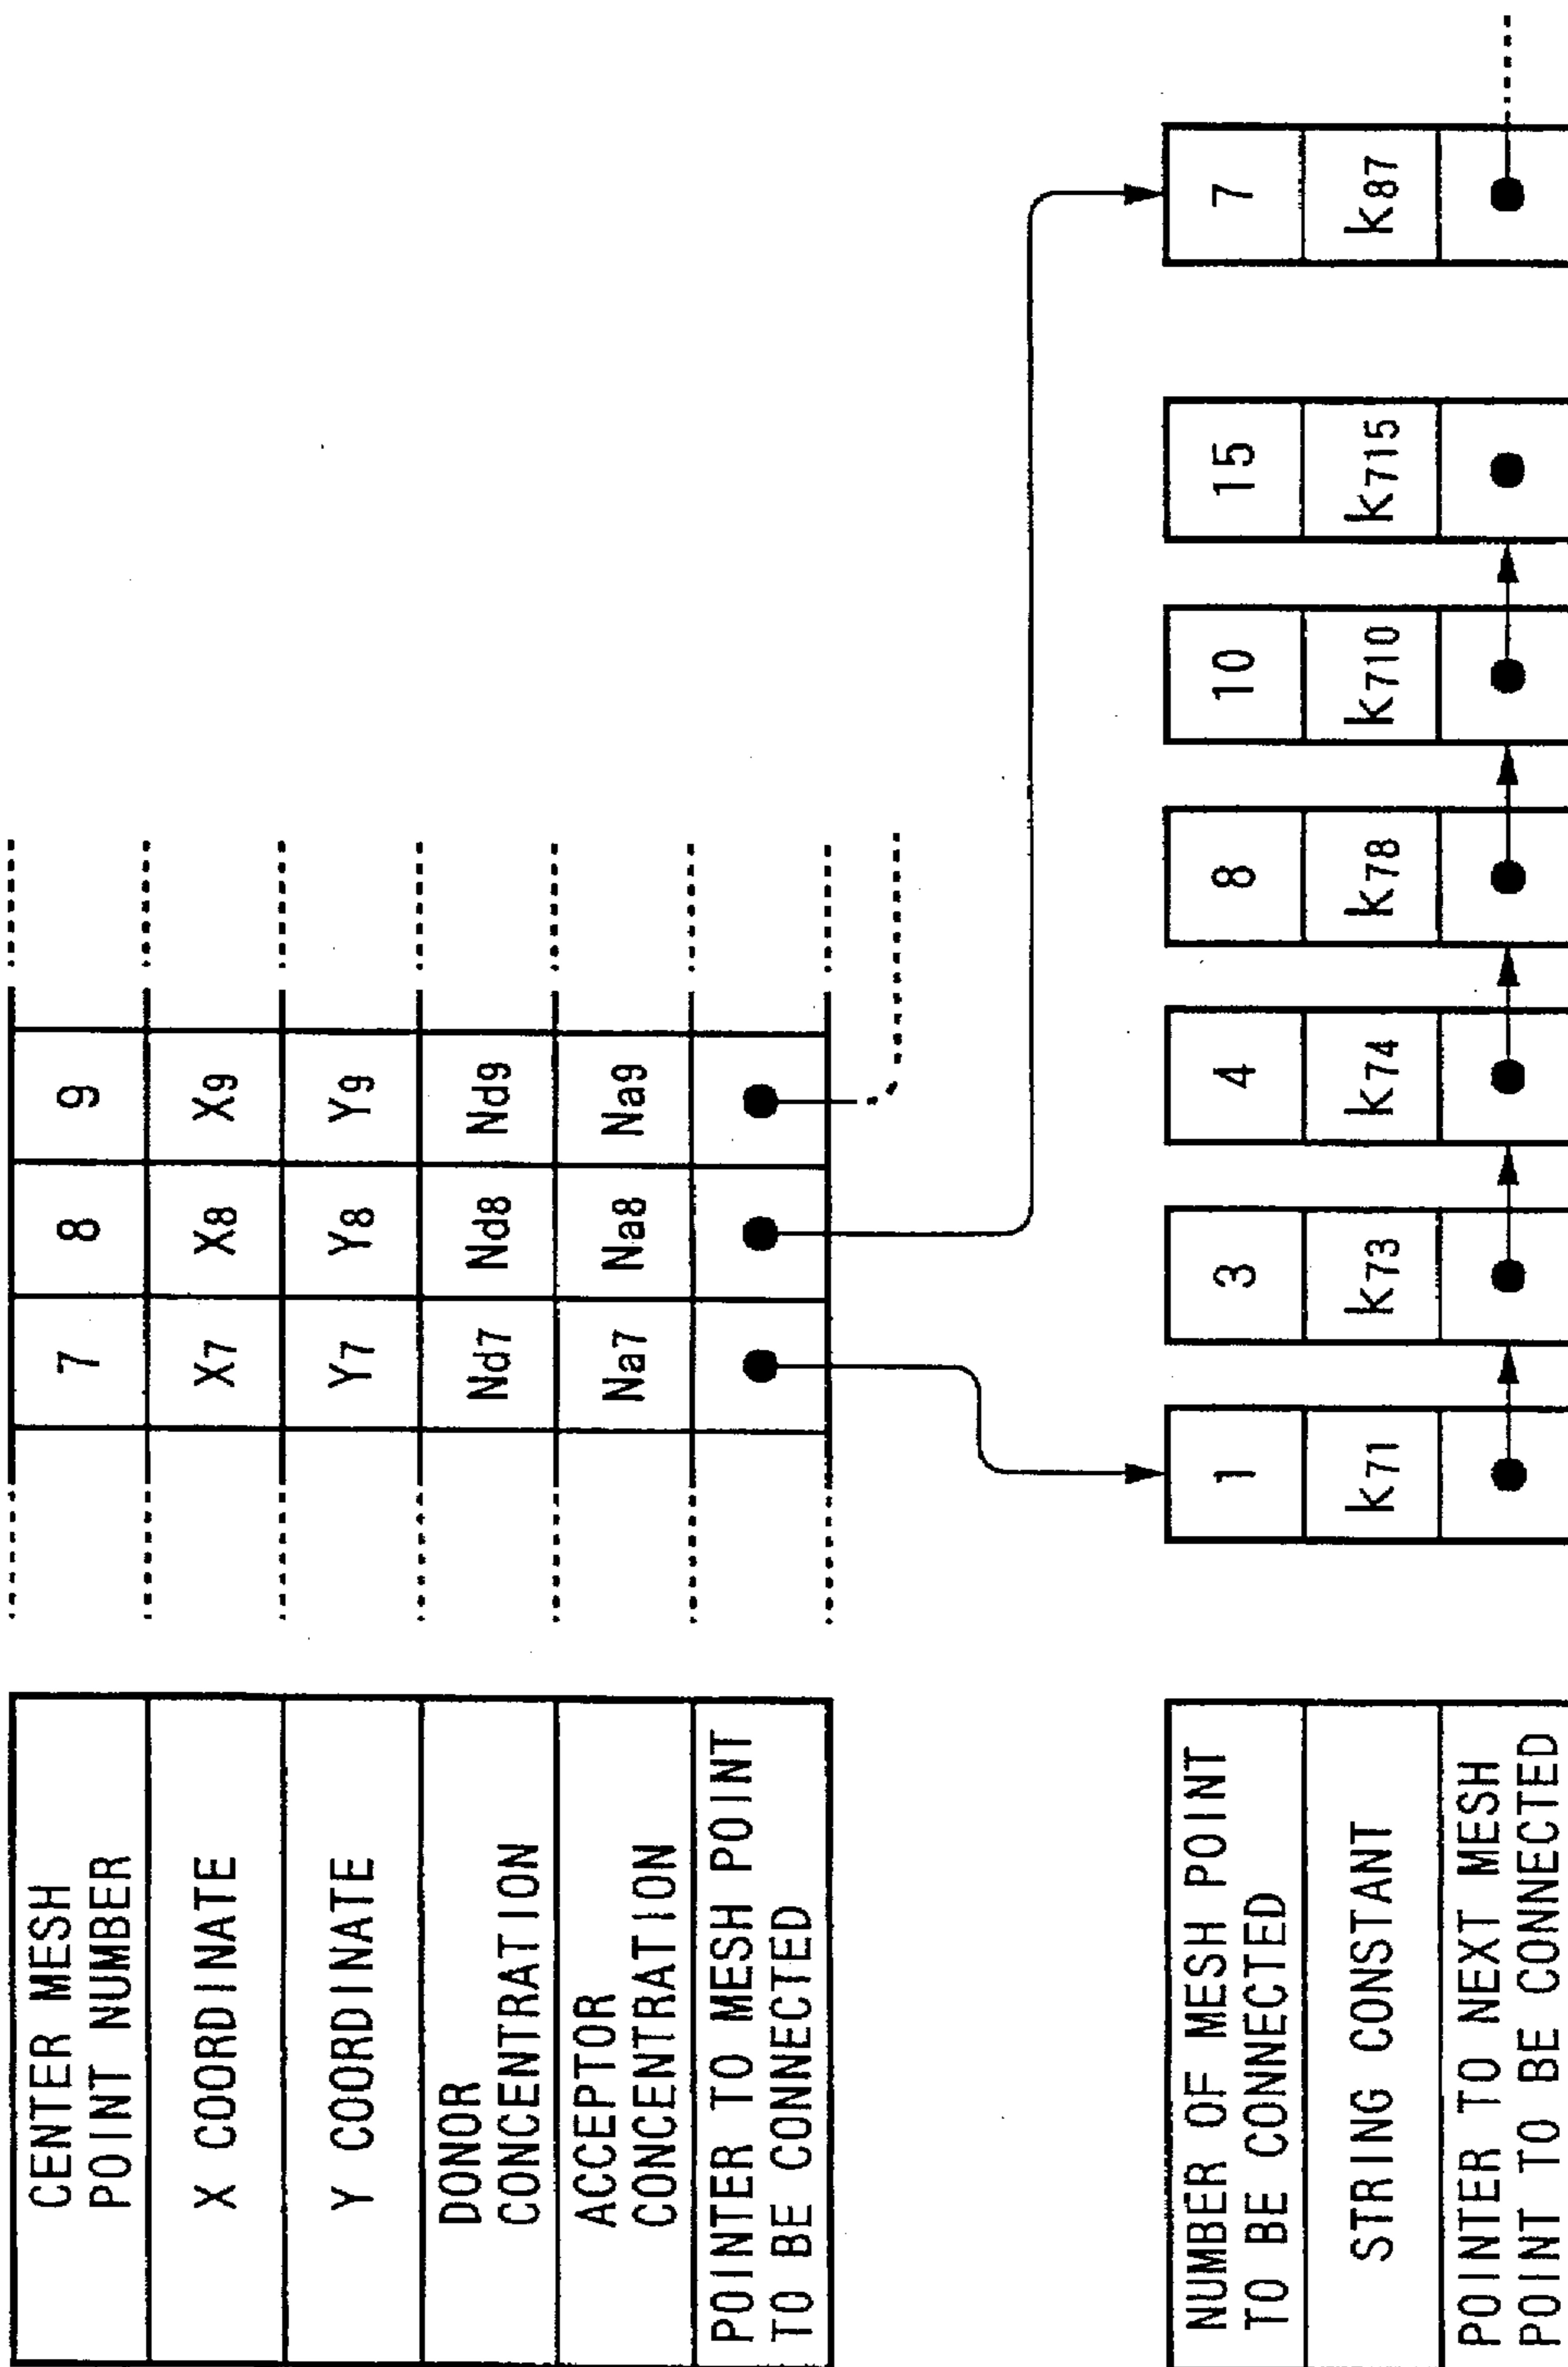 CENTER MESH
POINT NUMBER
7 8 9
X COORDINATE
X7 X8 X9
Y COORDINATE
Y7 Y8 Y9
DONOR
CONCENTRATION
Nd7 Nd8 Nd9
ACCEPTOR
CONCENTRATION
Na7 Na8 Na9
POINTER TO MESH POINT
TO BE CONNECTED
NUMBER OF MESH POINT
TO BE CONNECTED
1 3 4 8 10 15 7
STRING CONSTANT
k71 k73 k74 k78 k710 k715 k87
POINTER TO NEXT MESH
POINT TO BE CONNECTED